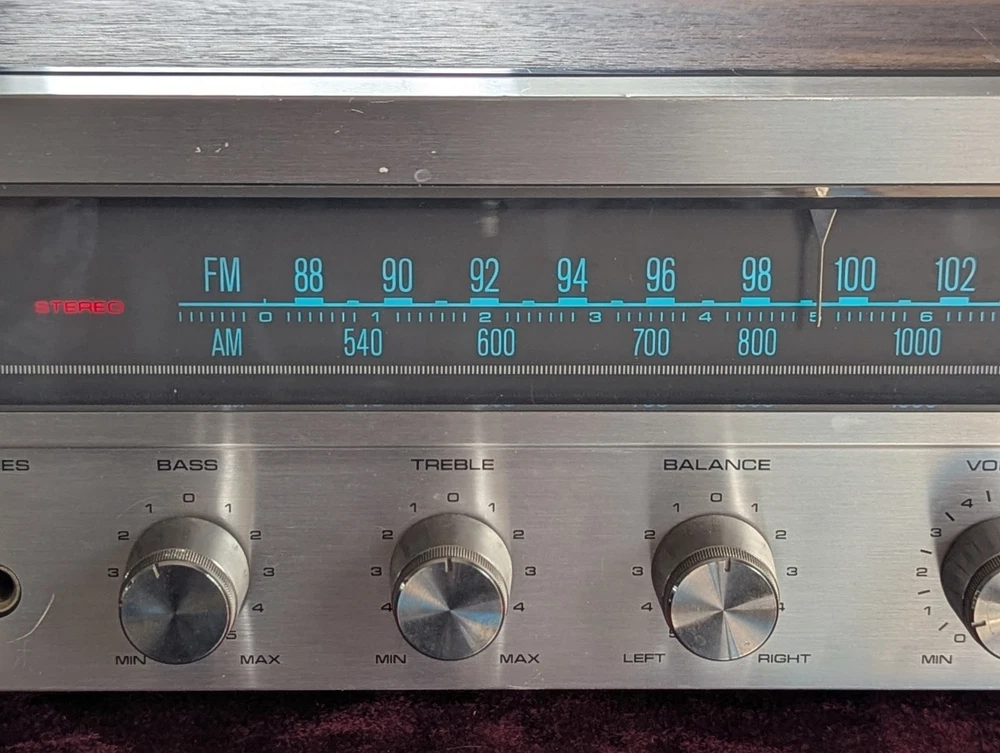 FM 88 90 92 94 96 98 100 102
STEREO
0 1 2 3 4 5 6
AM 540 600 700 800 1000
ES BASS TREBLE BALANCE VO
0 0 0 4
1 1 1 1 1 1 3
2 2 2 2 2 2 2
3 3 3 3 3 3 1
4 4 4 4 4 0
5 5
MIN MAX MIN MAX LEFT RIGHT MIN